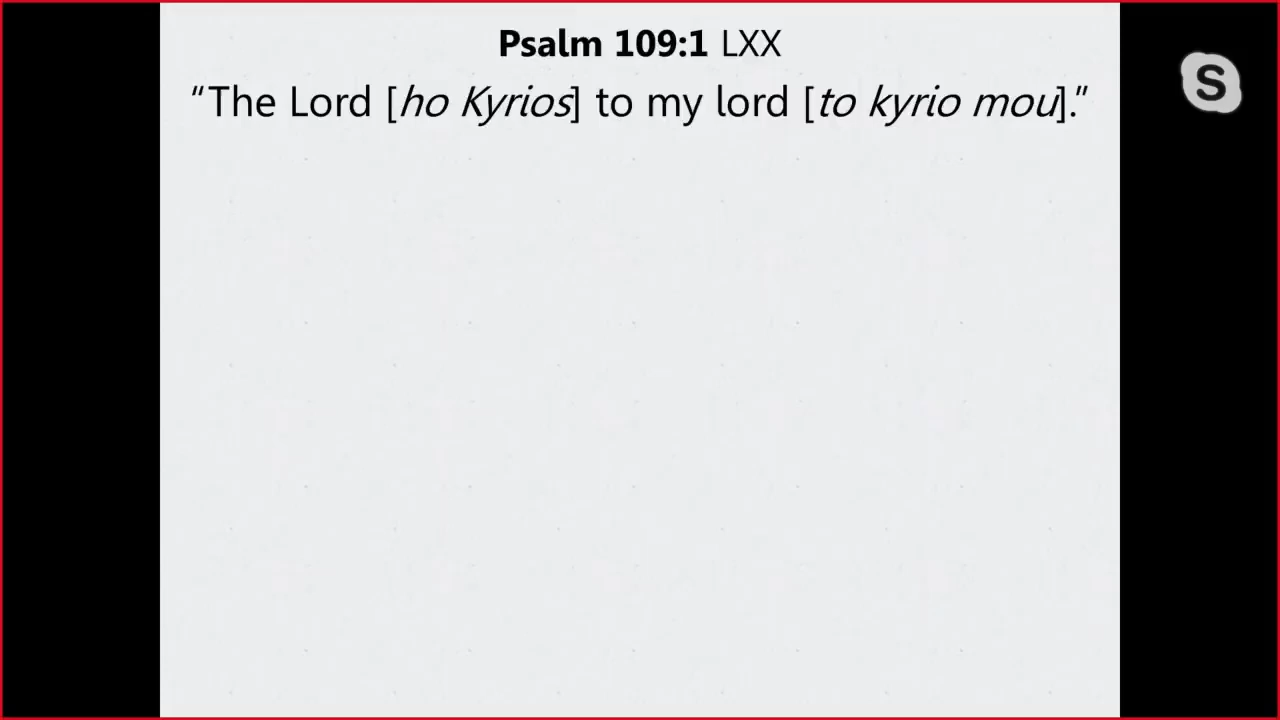 Psalm 109:1 LXX
“The Lord [ho Kyrios] to my lord [to kyrio mou].”
S